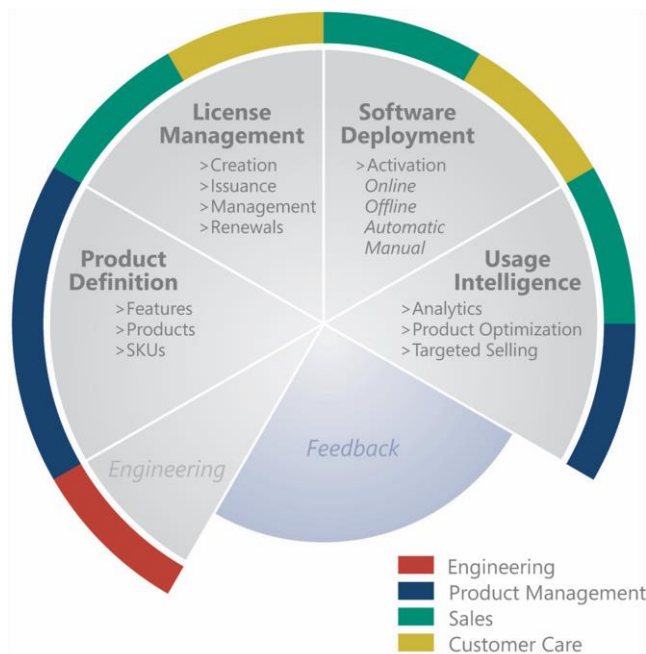 License
Management
>Creation
>Issuance
>Management
>Renewals
Software
Deployment
>Activation
Online
Offline
Automatic
Manual
Product
Definition
>Features
>Products
>SKUs
Usage
Intelligence
>Analytics
>Product Optimization
>Targeted Selling
Engineering
Feedback
Engineering
Product Management
Sales
Customer Care